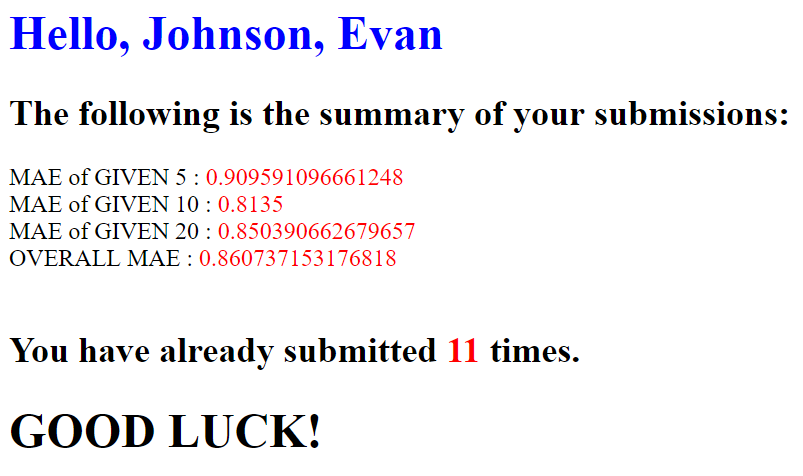 Hello, Johnson, Evan
The following is the summary of your submissions:
MAE of GIVEN 5 : 0.909591096661248
MAE of GIVEN 10 : 0.8135
MAE of GIVEN 20 : 0.850390662679657
OVERALL MAE : 0.860737153176818
You have already submitted 11 times.
GOOD LUCK!